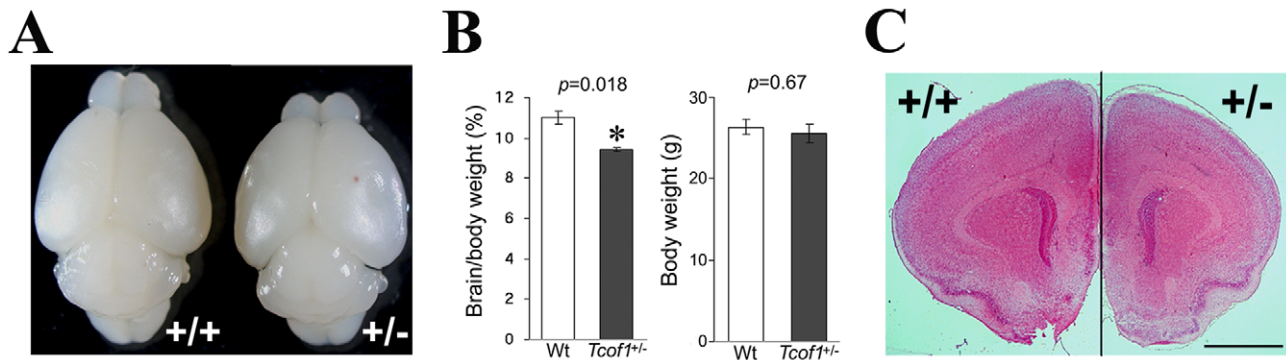 A
+/+
+/-
B
p=0.018
Brain/body weight (%)
12
10
8
6
4
2
0
*
Wt
Tcof1+/-
p=0.67
Body weight (g)
30
20
10
0
Wt
Tcof1+/-
C
+/+
+/-